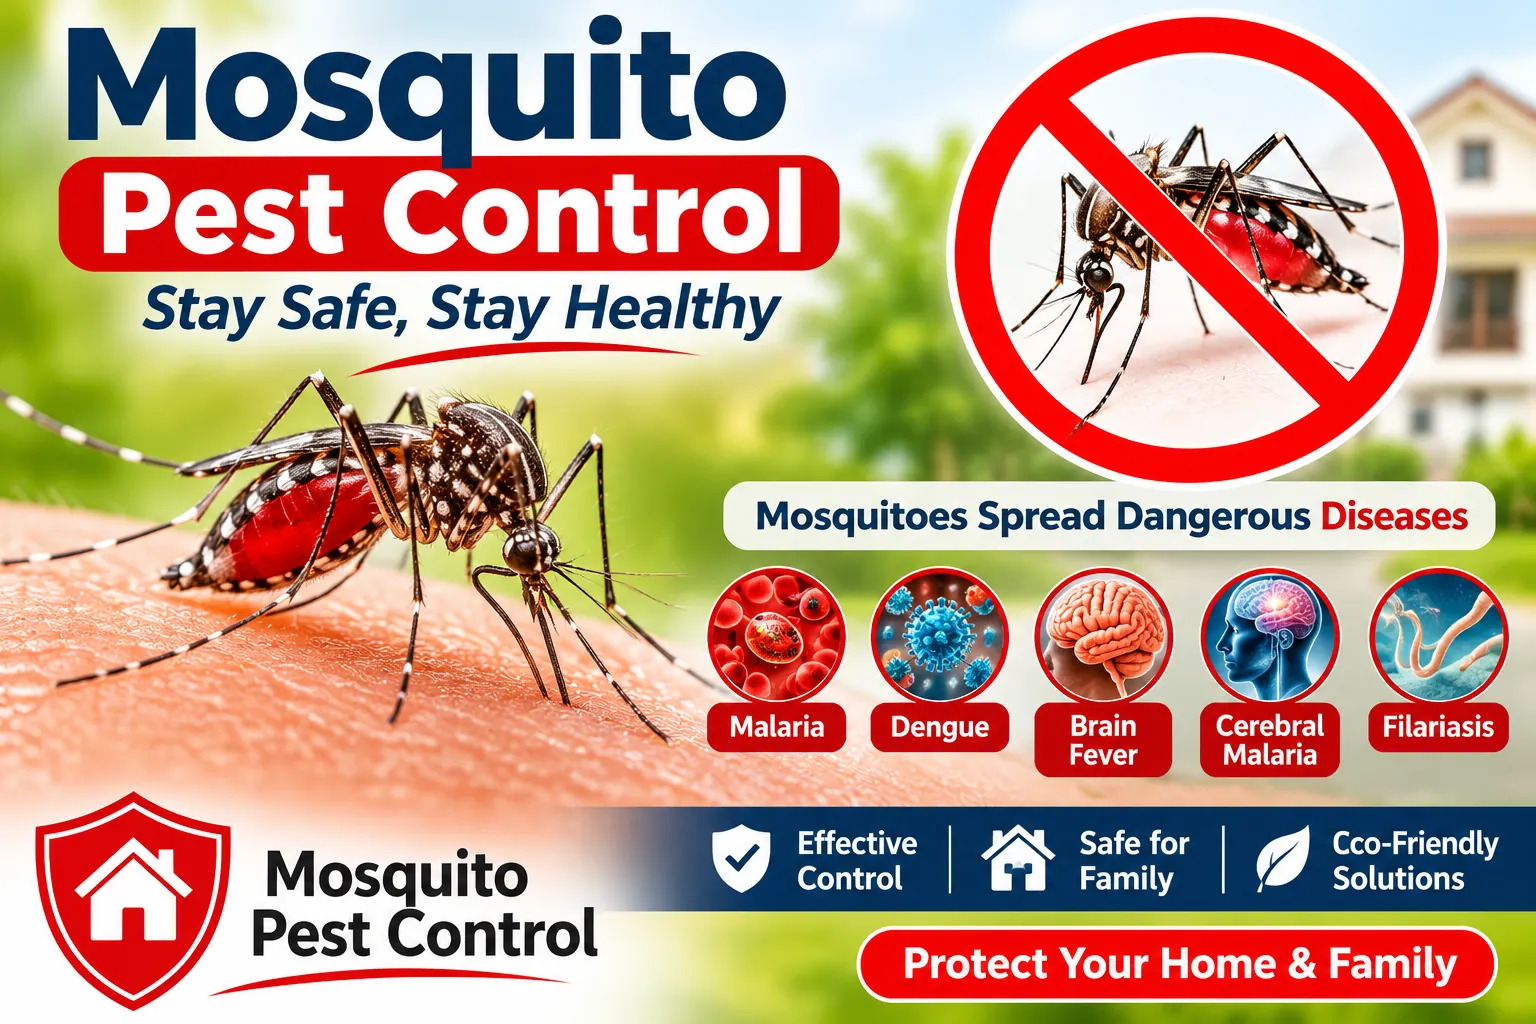 Mosquito
Pest Control
Stay Safe, Stay Healthy
Mosquitoes Spread Dangerous Diseases
Malaria
Dengue
Brain
Fever
Cerebral
Malaria
Filariasis
Mosquito
Pest Control
Effective
Control
Safe for
Family
Cco-Friendly
Solutions
Protect Your Home & Family